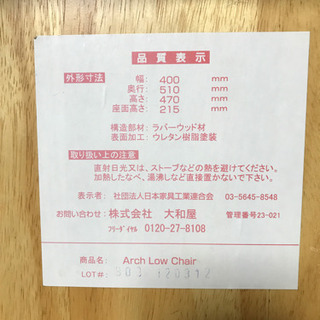 品質表示
外形寸法
幅: 400 mm
奥行: 510 mm
高さ: 470 mm
座面高さ: 215 mm
構造部材: ラバーウッド材
表面加工: ウレタン樹脂塗装
取り扱い上の注意
直射日光又は、ストーブなどの熱を避けてください。
加熱したなべ、湯沸しなど直接置かないで下さい。
表示者: 社団法人日本家具工業連合会 03-5645-8548
お問い合わせ: 株式会社 大和屋 管理番号23-021
フリーダイヤル 0120-27-8108
商品名: Arch Low Chair
LOT#: